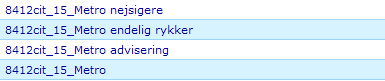 8412cit_15_Metro nejsigere
8412cit_15_Metro endelig rykker
8412cit_15_Metro advisering
8412cit_15_Metro